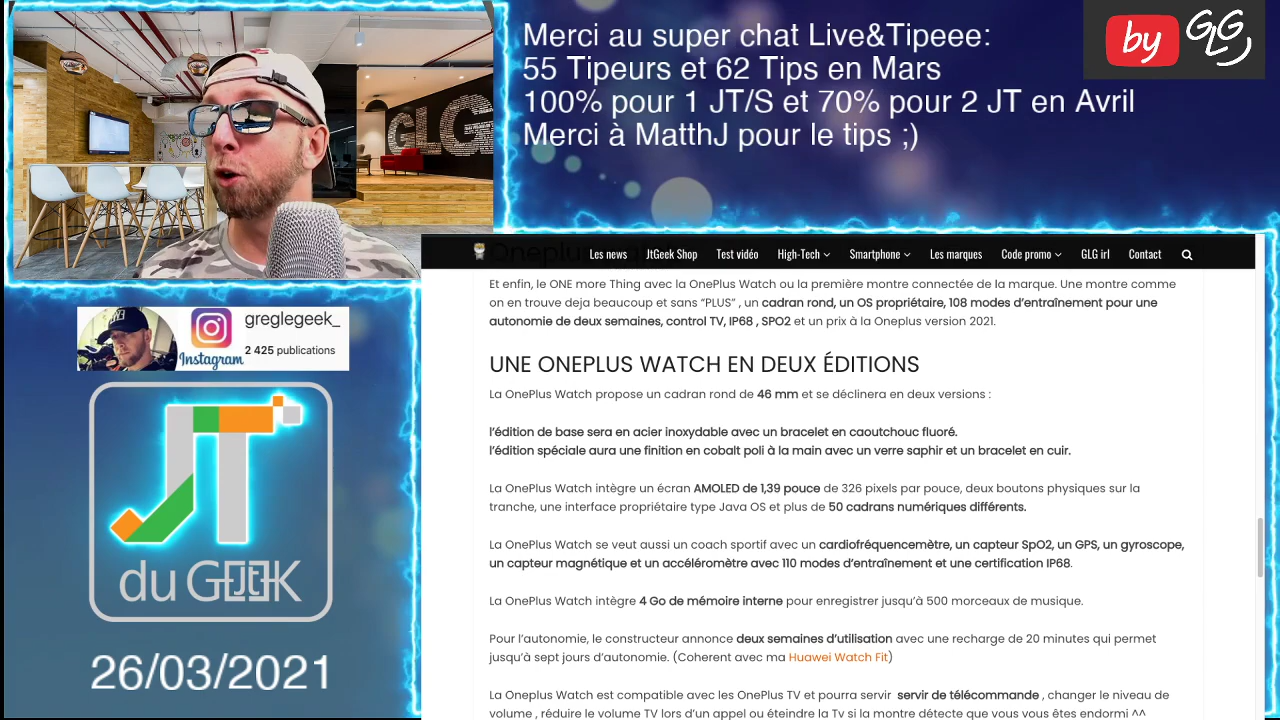 Merci au super chat Live&Tipeee:
55 Tipeurs et 62 Tips en Mars
100% pour 1 JT/S et 70% pour 2 JT en Avril
Merci à MatthJ pour le tips ;)
by GLG
GLG
greglegeek_
2 425 publications
Instagram
JT
du GEEK
26/03/2021
Les news JtGeek Shop Test vidéo High-Tech Smartphone Les marques Code promo GLG irl Contact
Et enfin, le ONE more Thing avec la OnePlus Watch ou la première montre connectée de la marque. Une montre comme
on en trouve deja beaucoup et sans “PLUS” , un cadran rond, un OS propriétaire, 108 modes d’entraînement pour une
autonomie de deux semaines, control TV, IP68 , SPO2 et un prix à la Oneplus version 2021.
UNE ONEPLUS WATCH EN DEUX ÉDITIONS
La OnePlus Watch propose un cadran rond de 46 mm et se déclinera en deux versions :
l’édition de base sera en acier inoxydable avec un bracelet en caoutchouc fluoré.
l’édition spéciale aura une finition en cobalt poli à la main avec un verre saphir et un bracelet en cuir.
La OnePlus Watch intègre un écran AMOLED de 1,39 pouce de 326 pixels par pouce, deux boutons physiques sur la
tranche, une interface propriétaire type Java OS et plus de 50 cadrans numériques différents.
La OnePlus Watch se veut aussi un coach sportif avec un cardiofréquencemètre, un capteur SpO2, un GPS, un gyroscope,
un capteur magnétique et un accéléromètre avec 110 modes d’entraînement et une certification IP68.
La OnePlus Watch intègre 4 Go de mémoire interne pour enregistrer jusqu’à 500 morceaux de musique.
Pour l’autonomie, le constructeur annonce deux semaines d’utilisation avec une recharge de 20 minutes qui permet
jusqu’à sept jours d’autonomie. (Coherent avec ma Huawei Watch Fit)
La Oneplus Watch est compatible avec les OnePlus TV et pourra servir servir de télécommande , changer le niveau de
volume , réduire le volume TV lors d’un appel ou éteindre la Tv si la montre détecte que vous vous êtes endormi ^^